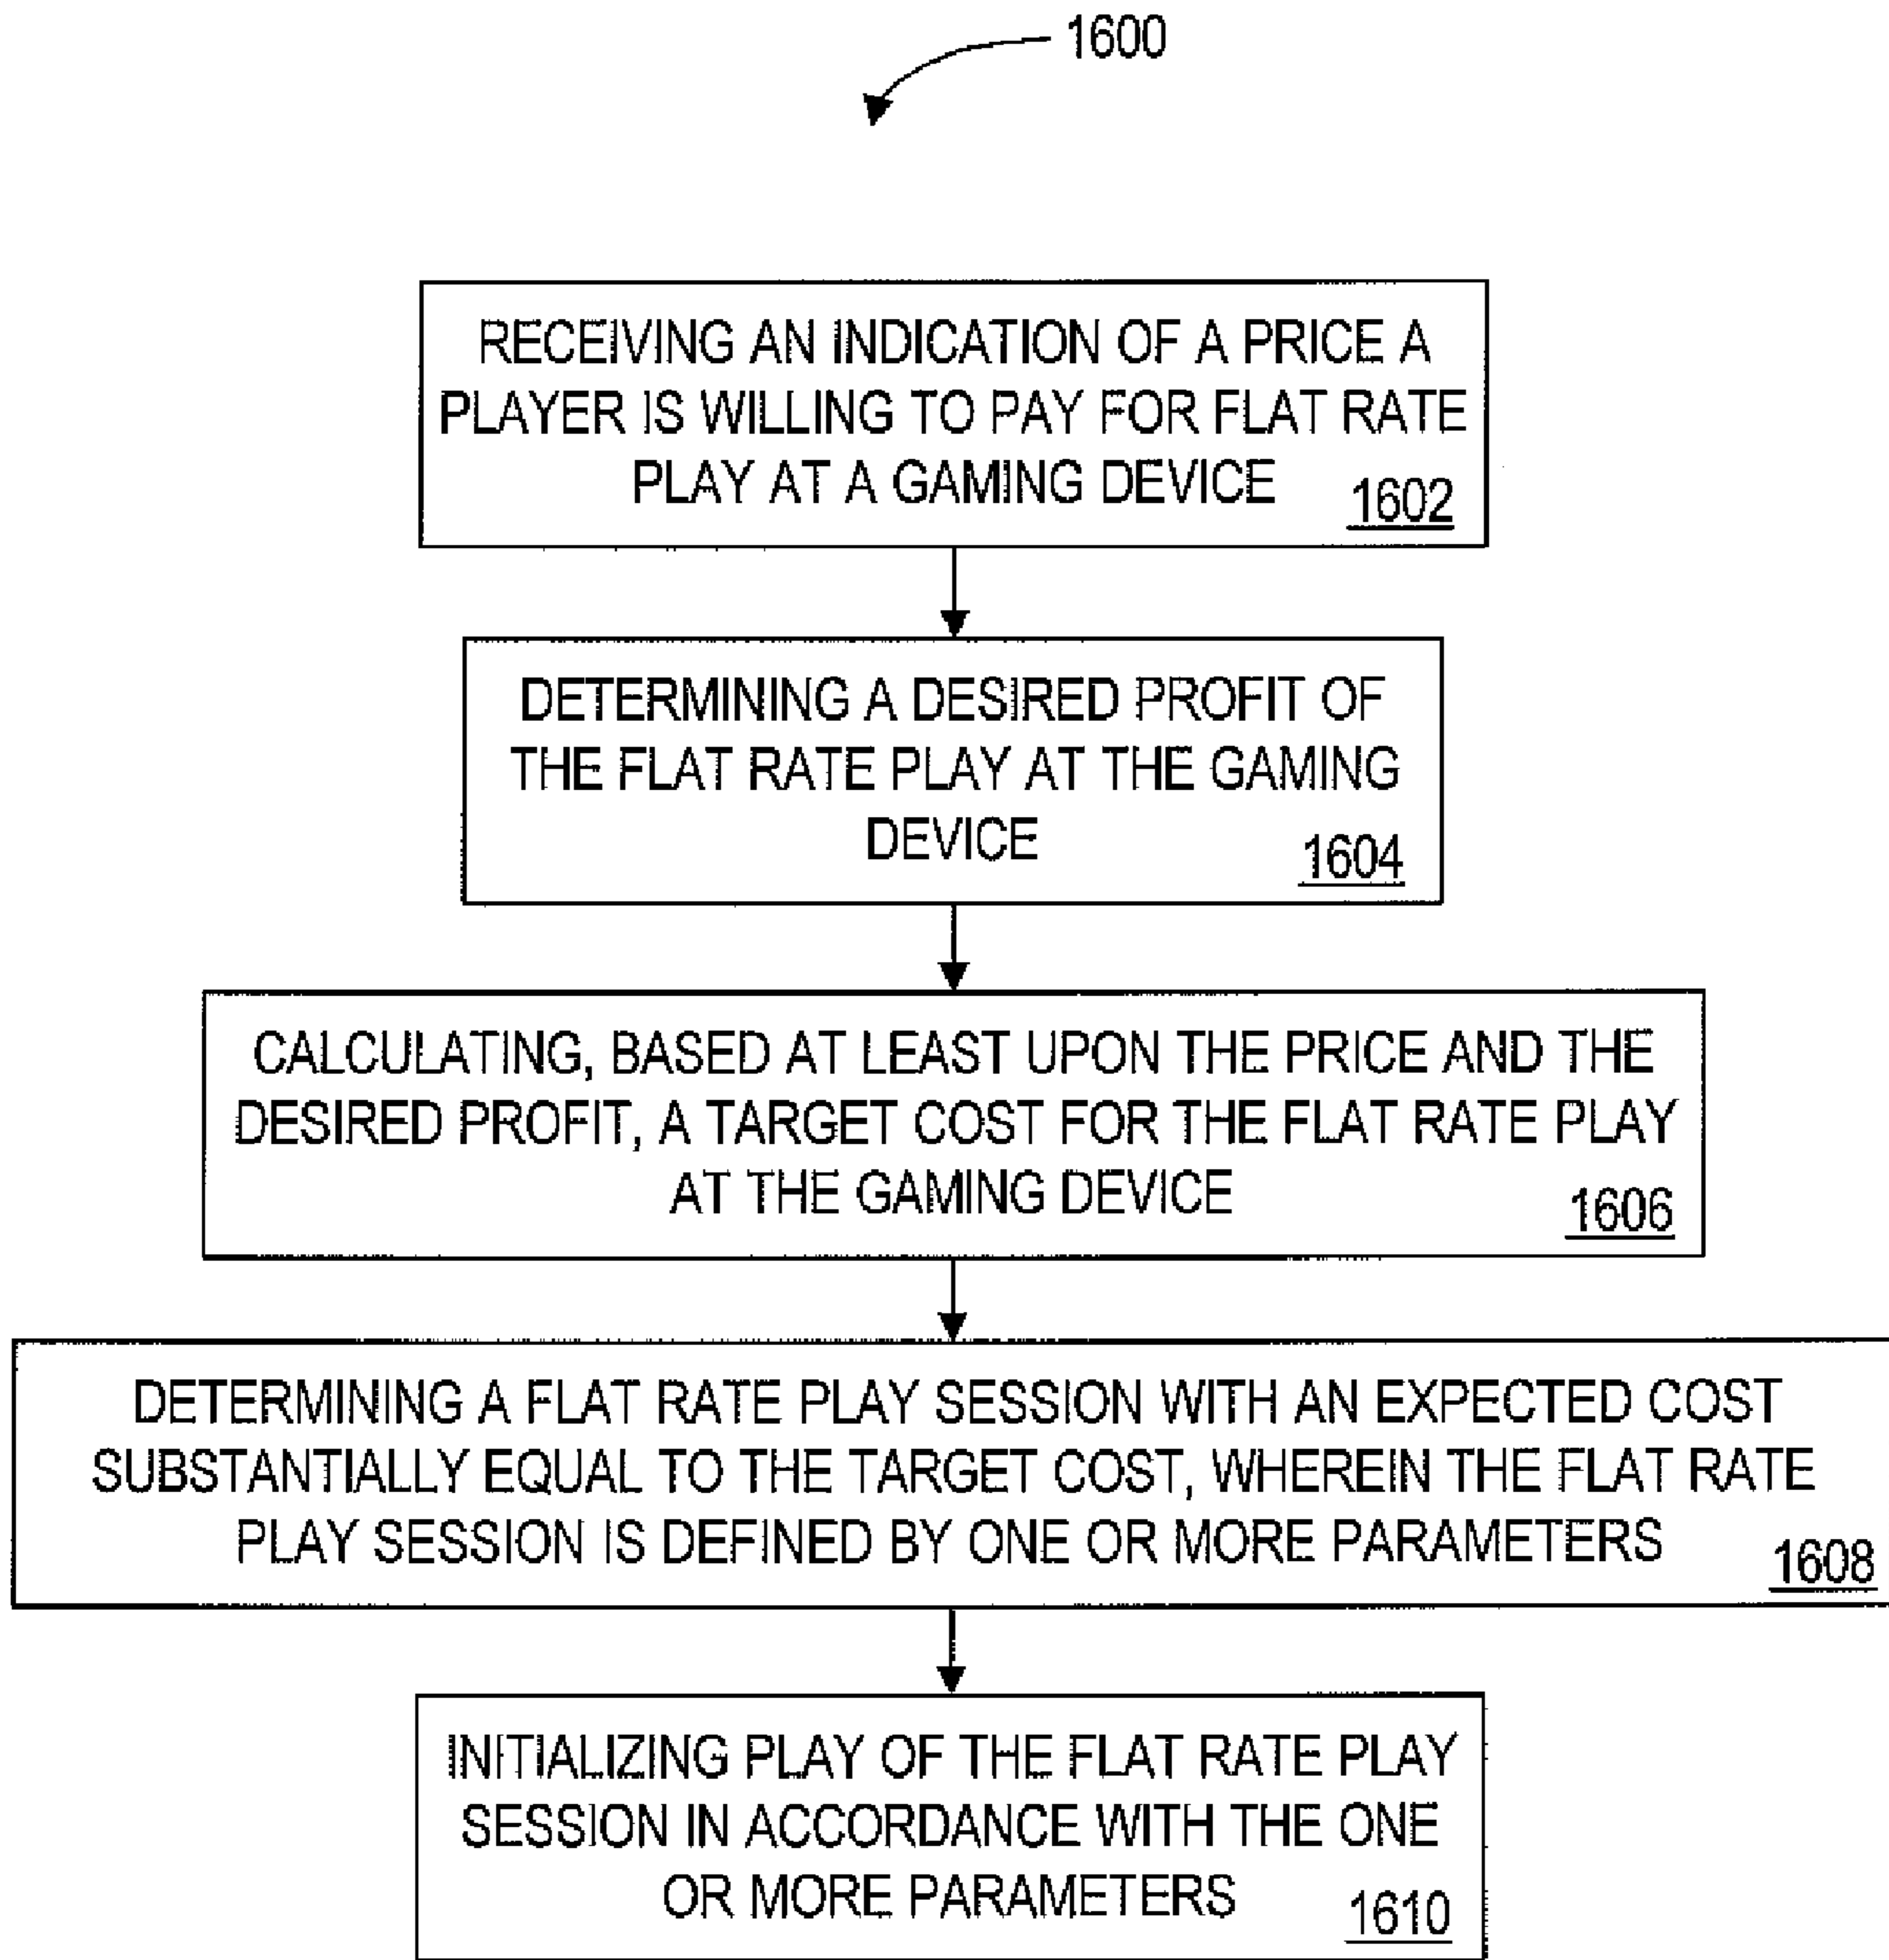 1600
RECEIVING AN INDICATION OF A PRICE A
PLAYER IS WILLING TO PAY FOR FLAT RATE
PLAY AT A GAMING DEVICE
1602
DETERMINING A DESIRED PROFIT OF
THE FLAT RATE PLAY AT THE GAMING
DEVICE
1604
CALCULATING, BASED AT LEAST UPON THE PRICE AND THE
DESIRED PROFIT, A TARGET COST FOR THE FLAT RATE PLAY
AT THE GAMING DEVICE
1606
DETERMINING A FLAT RATE PLAY SESSION WITH AN EXPECTED COST
SUBSTANTIALLY EQUAL TO THE TARGET COST, WHEREIN THE FLAT RATE
PLAY SESSION IS DEFINED BY ONE OR MORE PARAMETERS
1608
INITIALIZING PLAY OF THE FLAT RATE PLAY
SESSION IN ACCORDANCE WITH THE ONE
OR MORE PARAMETERS
1610